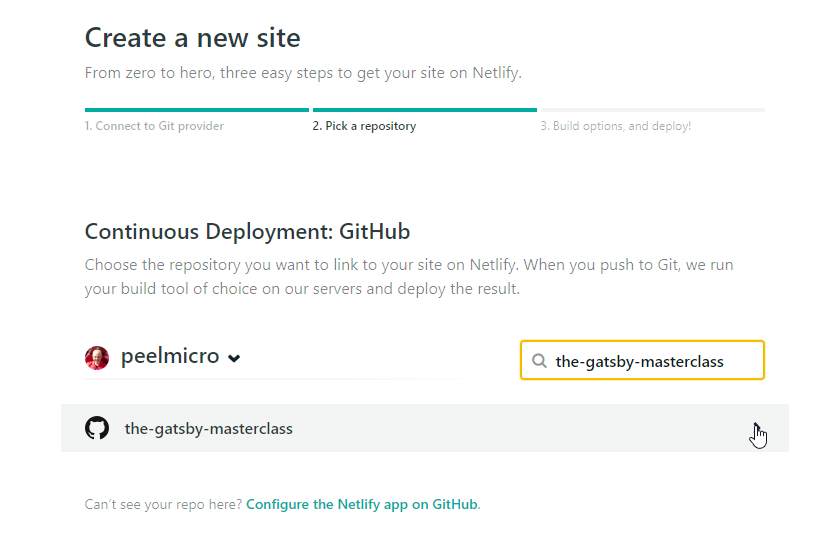 Create a new site
From zero to hero, three easy steps to get your site on Netlify.
1. Connect to Git provider
2. Pick a repository
3. Build options, and deploy!
Continuous Deployment: GitHub
Choose the repository you want to link to your site on Netlify. When you push to Git, we run
your build tool of choice on our servers and deploy the result.
peelmicro
the-gatsby-masterclass
the-gatsby-masterclass
Can't see your repo here? Configure the Netlify app on GitHub.